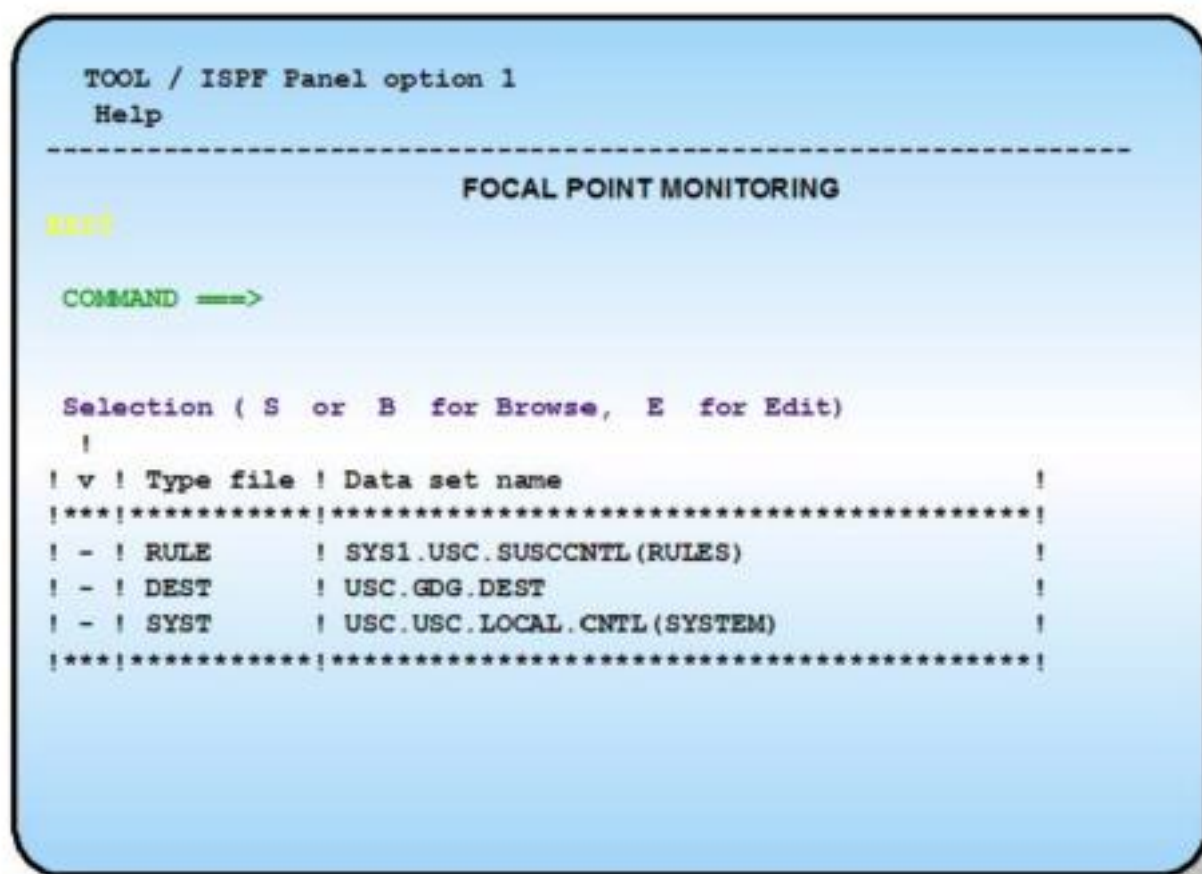 TOOL / ISPF Panel option 1
Help
-------------------------------------------------------------------
FOCAL POINT MONITORING
COMMAND ===>
Selection ( S  or  B  for Browse,  E  for Edit)
!
! v ! Type file ! Data set name                            !
!***!***********!******************************************!
! - ! RULE      ! SYS1.USC.SUSCCNTL(RULES)                 !
! - ! DEST      ! USC.GDG.DEST                             !
! - ! SYST      ! USC.USC.LOCAL.CNTL(SYSTEM)               !
!***!***********!******************************************!